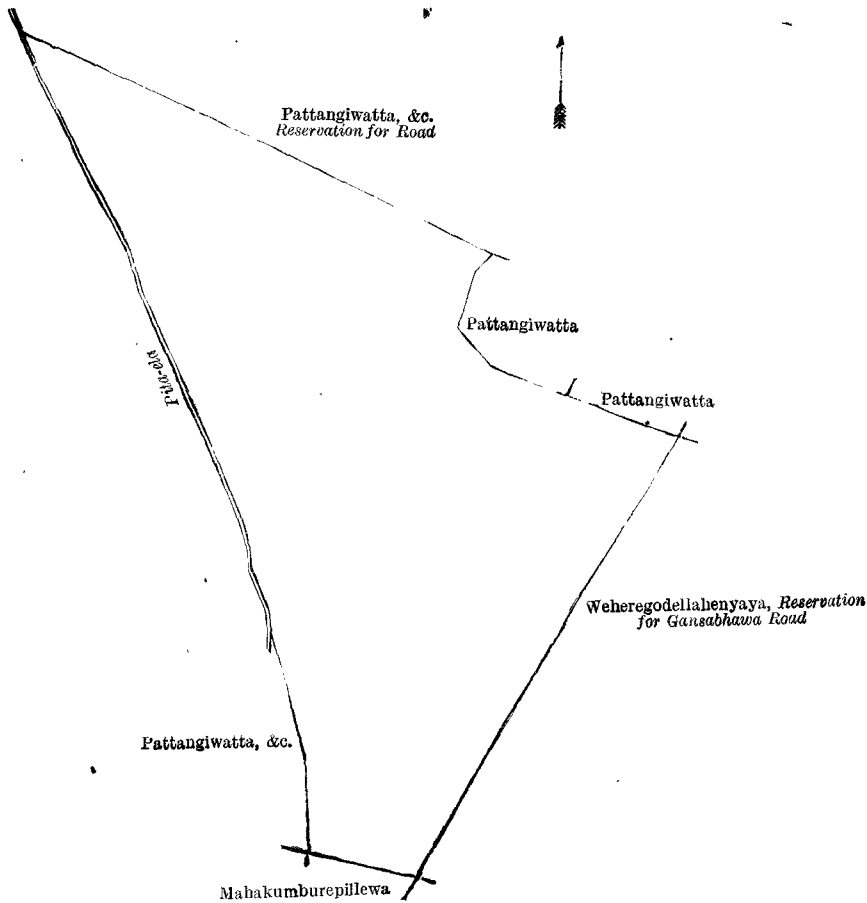 Pattangiwatta, &c.
Reservation for Road
Pattangiwatta
Pita-ela
Pattangiwatta
Weheregodellahenyaya, Reservation
for Gansabhawa Road
Pattangiwatta, &c.
Mahakumburepillewa